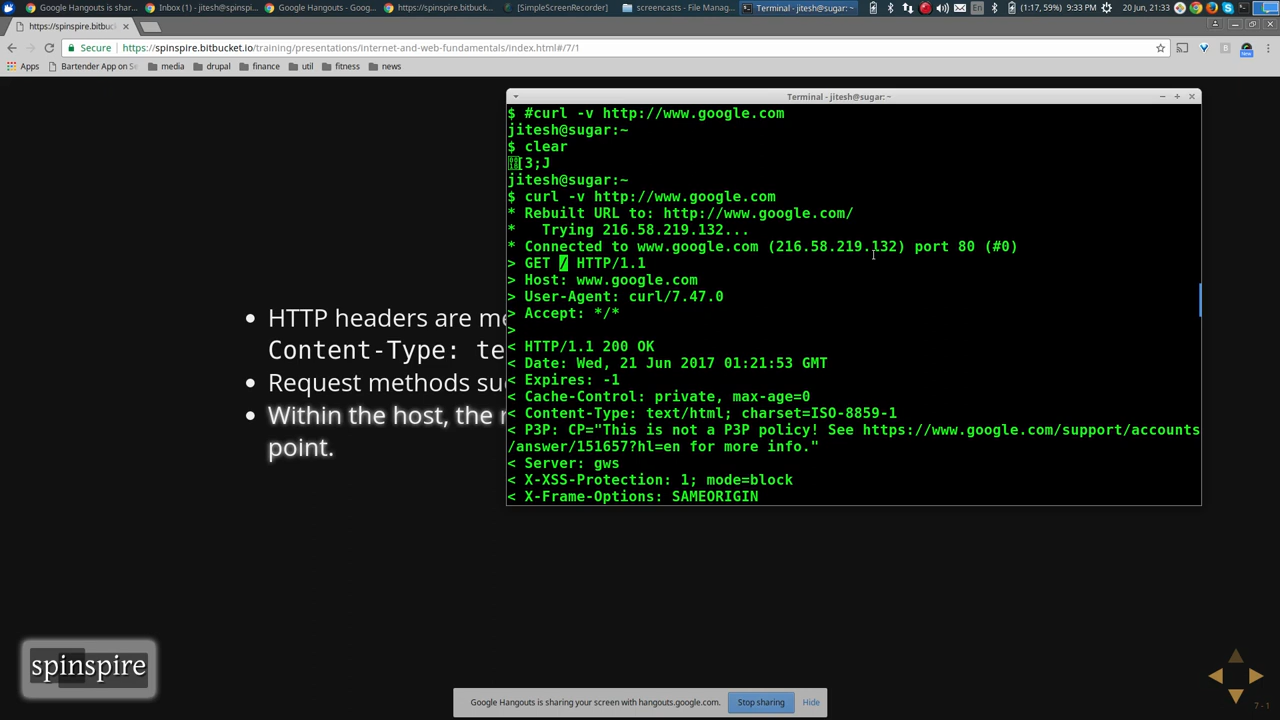 Google Hangouts is shar...
Inbox (1) - jitesh@spinspi...
Google Hangouts - Goog...
https://spinspire.bitbuck...
[SimpleScreenRecorder]
screencasts - File Manag...
Terminal - jitesh@sugar: ~
En
(1:17, 59%) 9:33 PM
20 Jun, 21:33
https://spinspire.bitbuck
Secure
https://spinspire.bitbucket.io/training/presentations/internet-and-web-fundamentals/index.html#/7/1
Apps
Bartender App on Se
media
drupal
finance
util
fitness
news
Terminal - jitesh@sugar: ~
$ #curl -v http://www.google.com
jitesh@sugar:~
$ clear
[3;J
jitesh@sugar:~
$ curl -v http://www.google.com
* Rebuilt URL to: http://www.google.com/
*   Trying 216.58.219.132...
* Connected to www.google.com (216.58.219.132) port 80 (#0)
> GET / HTTP/1.1
> Host: www.google.com
> User-Agent: curl/7.47.0
> Accept: */*
>
< HTTP/1.1 200 OK
< Date: Wed, 21 Jun 2017 01:21:53 GMT
< Expires: -1
< Cache-Control: private, max-age=0
< Content-Type: text/html; charset=ISO-8859-1
< P3P: CP="This is not a P3P policy! See https://www.google.com/support/accounts
/answer/151657?hl=en for more info."
< Server: gws
< X-XSS-Protection: 1; mode=block
< X-Frame-Options: SAMEORIGIN
HTTP headers are me
Content-Type: te
Request methods suc
Within the host, the r
point.
spinspire
Google Hangouts is sharing your screen with hangouts.google.com.
Stop sharing
Hide
7 - 1